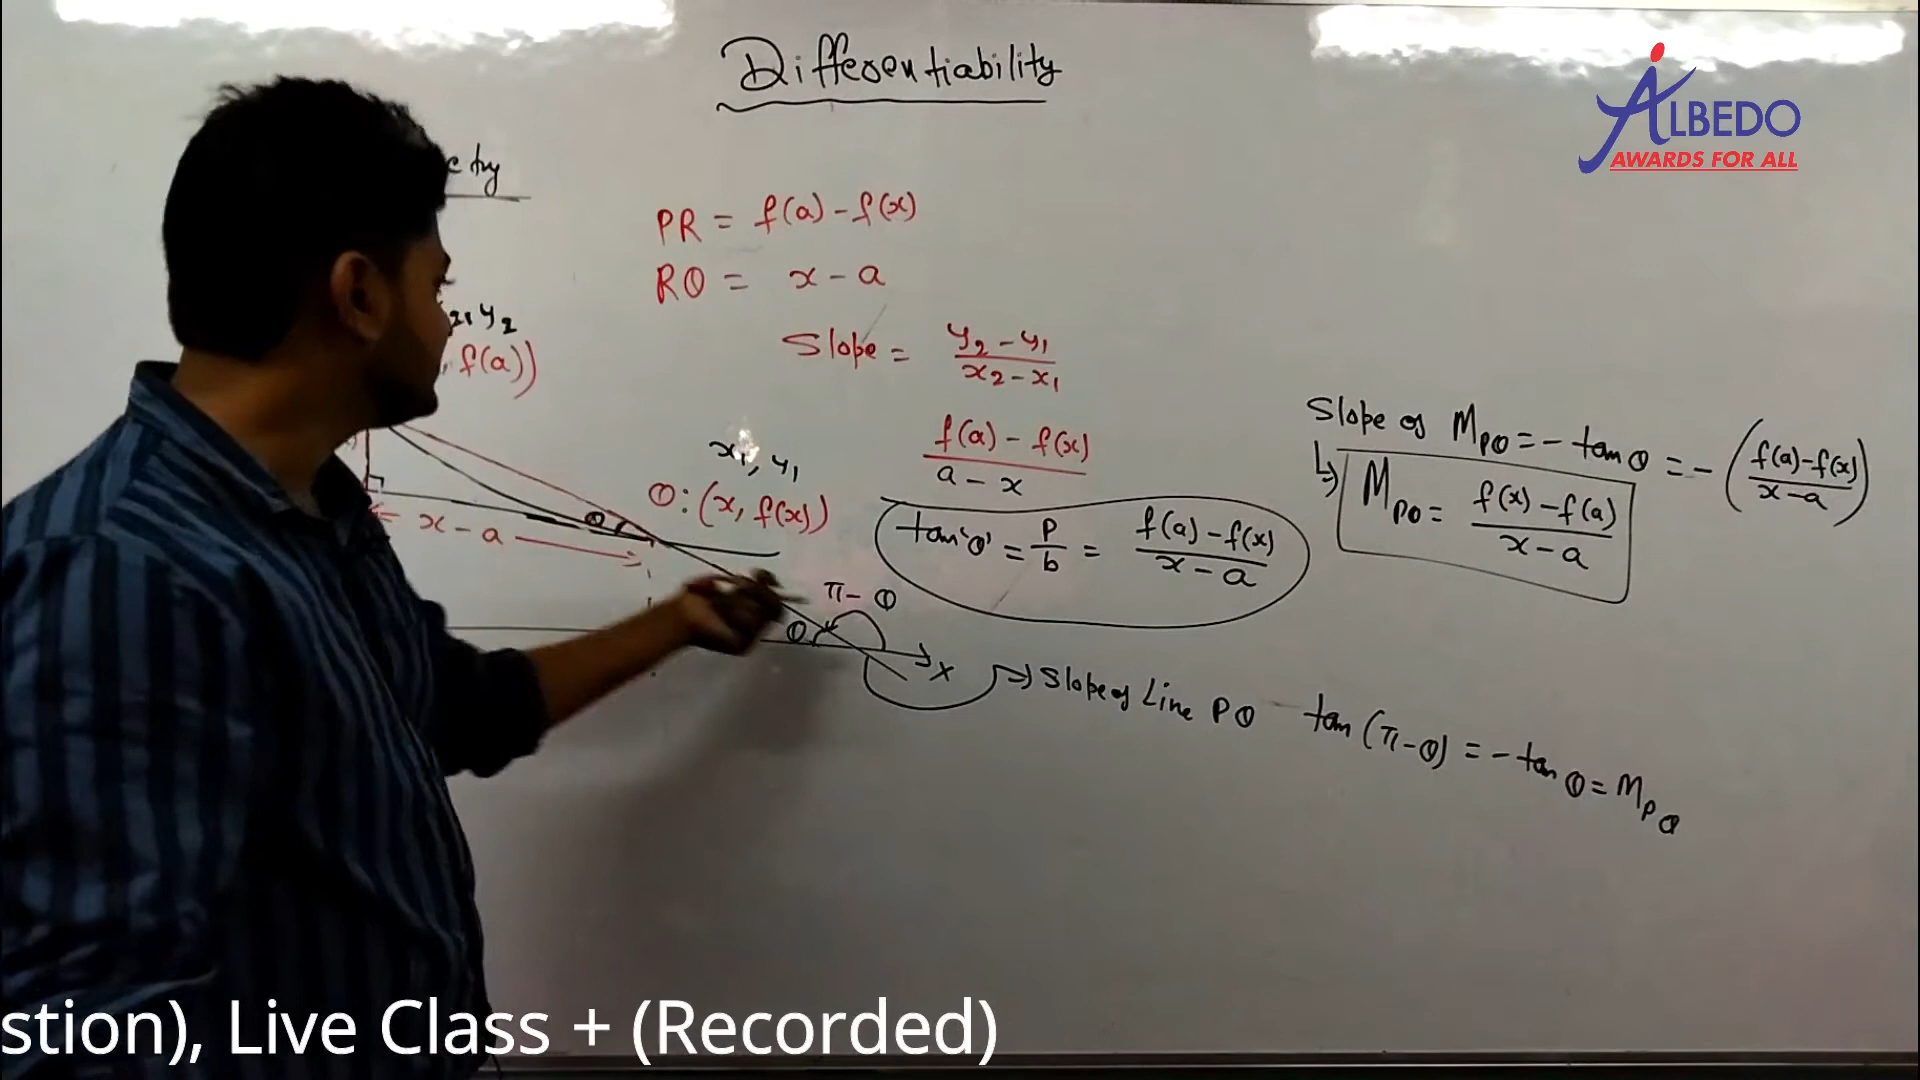 Differentiability
ALBEDO
AWARDS FOR ALL
PR = f(a) - f(x)
RQ = x - a
y2
, f(a))
Slope = y2 - y1 / x2 - x1
f(a) - f(x) / a - x
x1, y1
Q: (x, f(x))
x - a
θ
tan 'θ' = P/b = f(a) - f(x) / x - a
Slope of MPQ = - tan θ = - (f(a) - f(x) / x - a)
MPQ = f(x) - f(a) / x - a
π - θ
θ
X
Slope of Line PQ tan (π - θ) = - tan θ = MPQ
stion), Live Class + (Recorded)